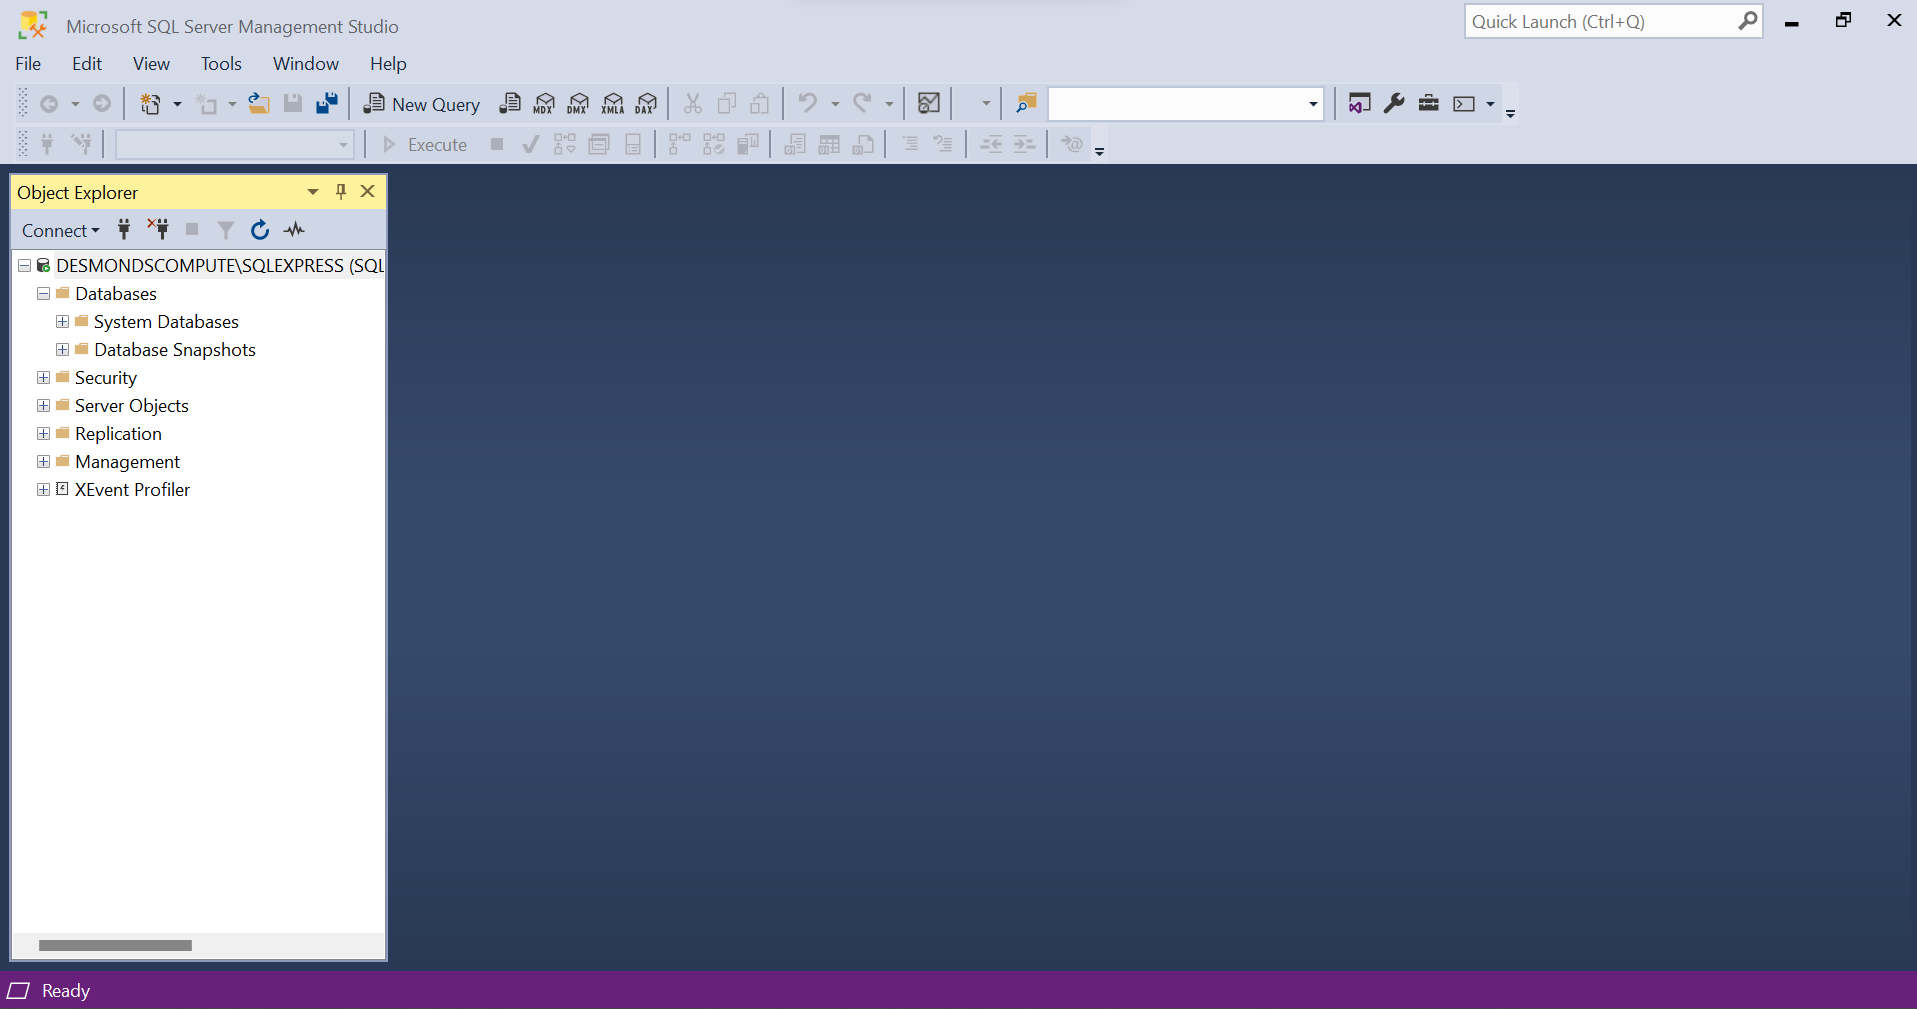 Microsoft SQL Server Management Studio
Quick Launch (Ctrl+Q)
File Edit View Tools Window Help
New Query MDX DMX XMLA DAX
Execute
Object Explorer
Connect
DESMONDSCOMPUTE\SQLEXPRESS (SQL
Databases
System Databases
Database Snapshots
Security
Server Objects
Replication
Management
XEvent Profiler
Ready